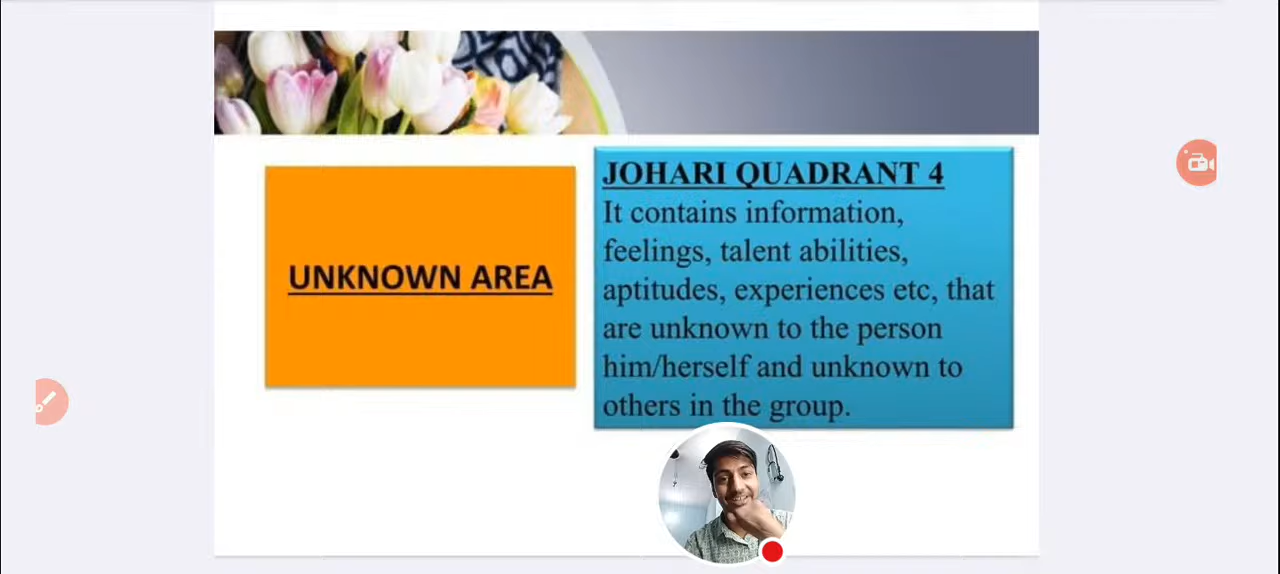 UNKNOWN AREA
JOHARI QUADRANT 4
It contains information,
feelings, talent abilities,
aptitudes, experiences etc, that
are unknown to the person
him/herself and unknown to
others in the group.